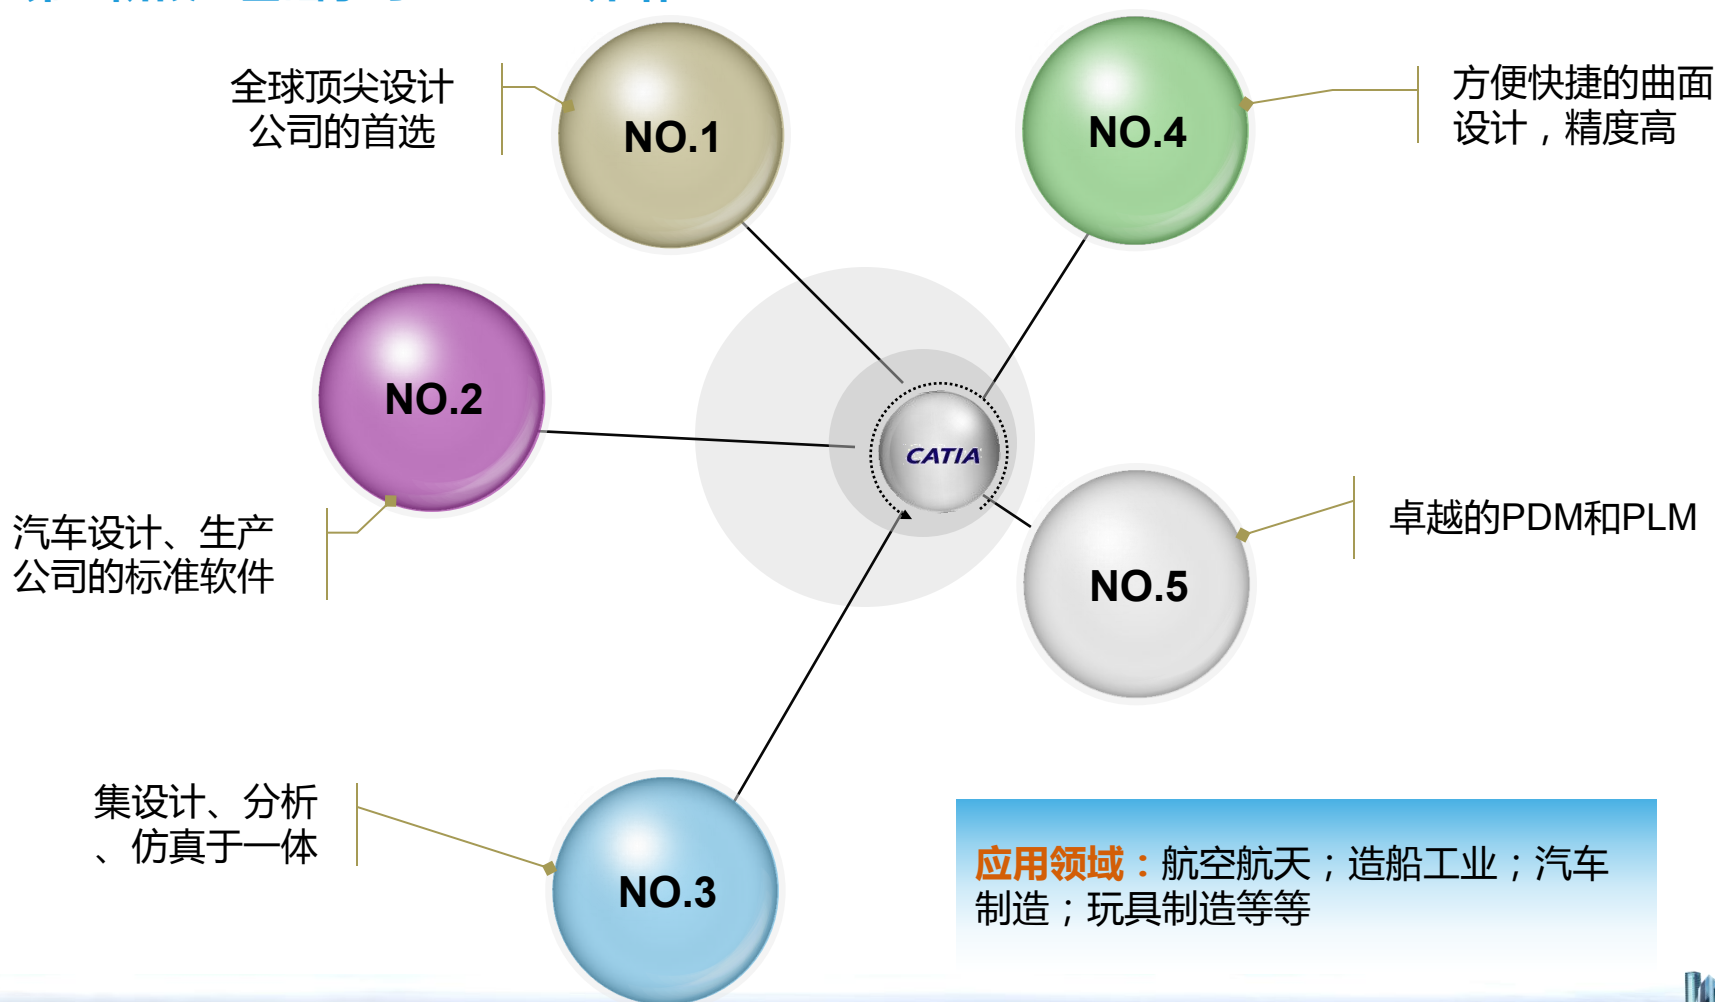 全球顶尖设计
公司的首选
NO.1
NO.4
方便快捷的曲面
设计，精度高
NO.2
CATIA
汽车设计、生产
公司的标准软件
卓越的PDM和PLM
NO.5
集设计、分析
、仿真于一体
NO.3
应用领域：航空航天；造船工业；汽车
制造；玩具制造等等